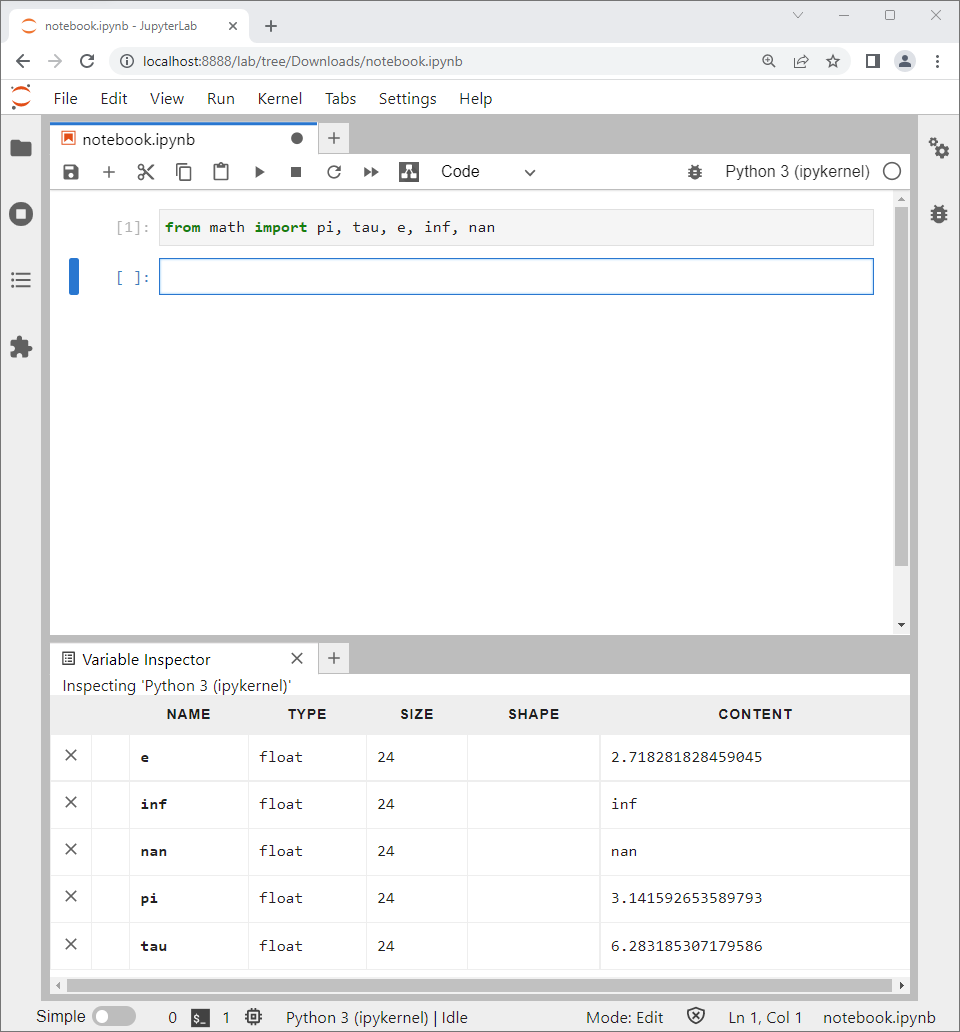 notebook.ipynb - JupyterLab
localhost:8888/lab/tree/Downloads/notebook.ipynb
File Edit View Run Kernel Tabs Settings Help
notebook.ipynb
Code Python 3 (ipykernel)
[1]: from math import pi, tau, e, inf, nan
[ ]:
Variable Inspector
Inspecting 'Python 3 (ipykernel)'
NAME TYPE SIZE SHAPE CONTENT
e float 24 2.718281828459045
inf float 24 inf
nan float 24 nan
pi float 24 3.141592653589793
tau float 24 6.283185307179586
Simple 0 $_ 1 Python 3 (ipykernel) | Idle Mode: Edit Ln 1, Col 1 notebook.ipynb